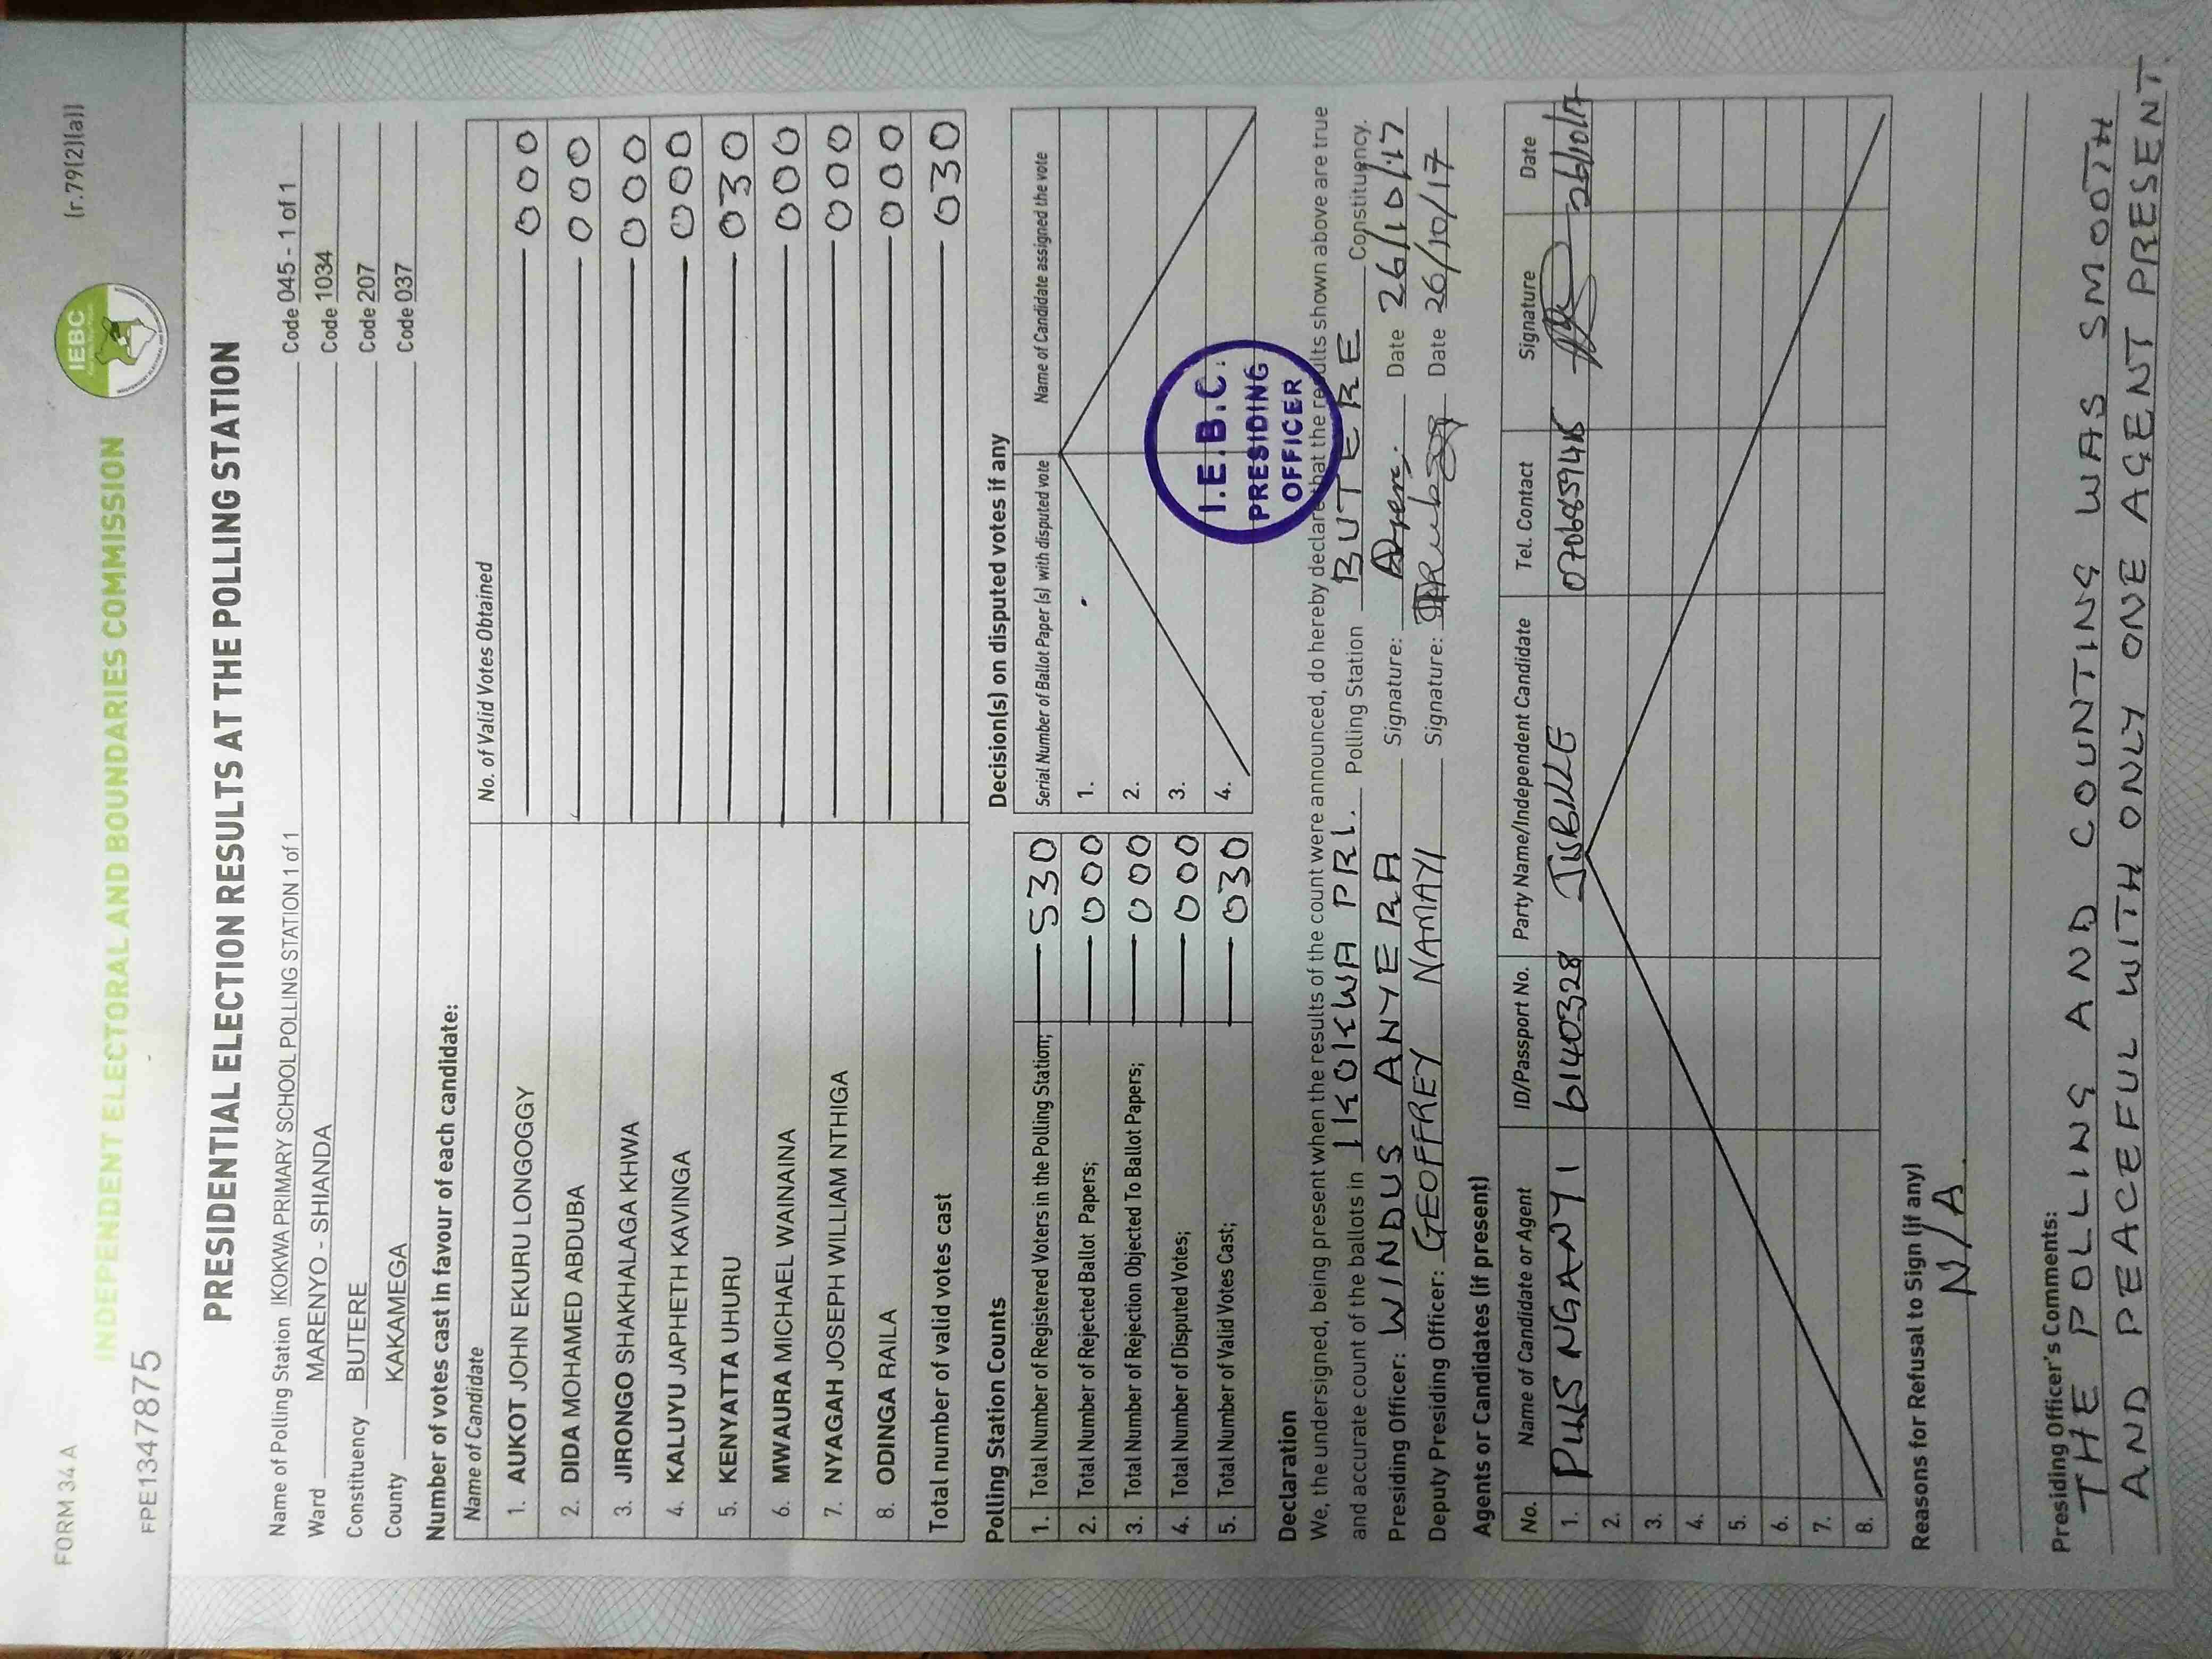 FORM 34 A
(r.79(2)(a))
INDEPENDENT ELECTORAL AND BOUNDARIES COMMISSION
IEBC
FPE1347875
PRESIDENTIAL ELECTION RESULTS AT THE POLLING STATION
Name of Polling Station IKOKWA PRIMARY SCHOOL POLLING STATION 1 of 1 Code 045 - 1 of 1
Ward MARENYO - SHIANDA Code 1034
Constituency BUTERE Code 207
County KAKAMEGA Code 037
Number of votes cast in favour of each candidate:
Name of Candidate No. of Valid Votes Obtained
1. AUKOT JOHN EKURU LONGOGGY 000
2. DIDA MOHAMED ABDUBA 000
3. JIRONGO SHAKHALAGA KHWA 000
4. KALUYU JAPHETH KAVINGA 000
5. KENYATTA UHURU 030
6. MWAURA MICHAEL WAINAINA 000
7. NYAGAH JOSEPH WILLIAM NTHIGA 000
8. ODINGA RAILA 000
Total number of valid votes cast 030
Polling Station Counts
1. Total Number of Registered Voters in the Polling Station; 530
2. Total Number of Rejected Ballot Papers; 000
3. Total Number of Rejection Objected To Ballot Papers; 000
4. Total Number of Disputed Votes; 000
5. Total Number of Valid Votes Cast; 030
Decision(s) on disputed votes if any
Serial Number of Ballot Paper (s) with disputed vote Name of Candidate assigned the vote
1.
2.
3.
4.
I.E.B.C.
PRESIDING
OFFICER
Declaration
We, the undersigned, being present when the results of the count were announced, do hereby declare that the results shown above are true
and accurate count of the ballots in IKOKWA PRI. Polling Station BUTERE Constituency.
Presiding Officer: WINDUS ANYERA Signature: Date 26/10/17
Deputy Presiding Officer: GEOFFREY NAMAYI Signature: Date 26/10/17
Agents or Candidates (if present)
No. Name of Candidate or Agent ID/Passport No. Party Name/Independent Candidate Tel. Contact Signature Date
1. PIUS NGANYI 6140328 JUBILLE 26/10/17
2.
3.
4.
5.
6.
7.
8.
Reasons for Refusal to Sign (if any)
N/A.
Presiding Officer's Comments:
THE POLLING AND COUNTING WAS SMOOTH
AND PEACEFUL WITH ONLY ONE AGENT PRESENT.